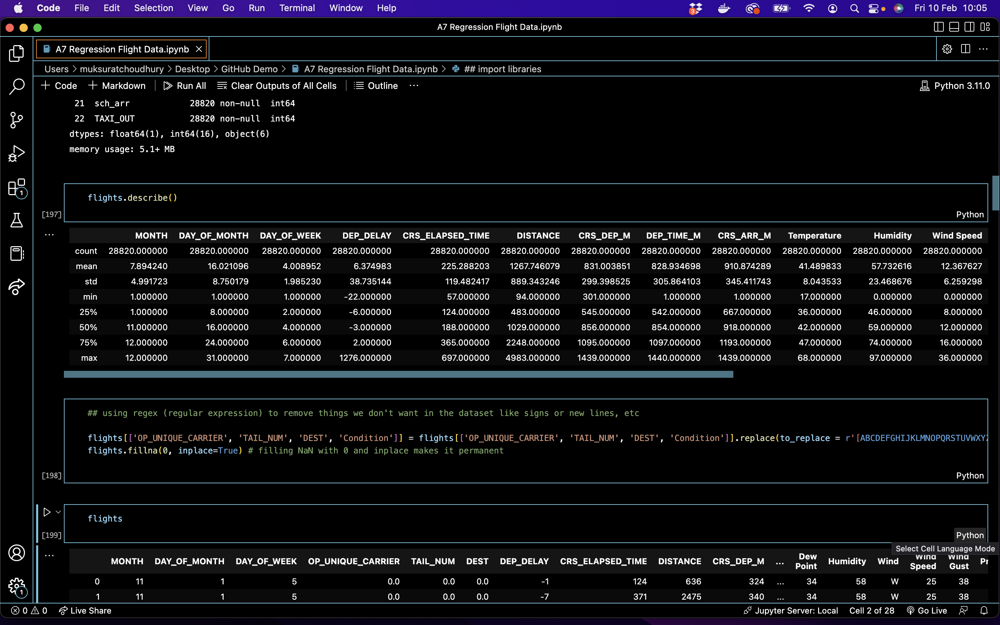 Code File Edit Selection View Go Run Terminal Window Help 3 Fri 10 Feb 10:05
A7 Regression Flight Data.ipynb
A7 Regression Flight Data.ipynb
Users > muksuratchoudhury > Desktop > GitHub Demo > A7 Regression Flight Data.ipynb > ## import libraries
+ Code + Markdown | Run All Clear Outputs of All Cells | Outline ... Python 3.11.0
21 sch_arr 28820 non-null int64
22 TAXI_OUT 28820 non-null int64
dtypes: float64(1), int64(16), object(6)
memory usage: 5.1+ MB
1
flights.describe()
[197] Python
... MONTH DAY_OF_MONTH DAY_OF_WEEK DEP_DELAY CRS_ELAPSED_TIME DISTANCE CRS_DEP_M DEP_TIME_M CRS_ARR_M Temperature Humidity Wind Speed
count 28820.000000 28820.000000 28820.000000 28820.000000 28820.000000 28820.000000 28820.000000 28820.000000 28820.000000 28820.000000 28820.000000 28820.000000
mean 7.894240 16.021096 4.008952 6.374983 225.288203 1267.746079 831.003851 828.934698 910.874289 41.489833 57.732616 12.367627
std 4.991723 8.750179 1.985230 38.735144 119.482417 889.343246 299.398525 305.864103 345.411743 8.043533 23.468676 6.259298
min 1.000000 1.000000 1.000000 -22.000000 57.000000 94.000000 301.000000 1.000000 1.000000 17.000000 0.000000 0.000000
25% 1.000000 8.000000 2.000000 -6.000000 124.000000 483.000000 545.000000 542.000000 667.000000 36.000000 46.000000 8.000000
50% 11.000000 16.000000 4.000000 -3.000000 188.000000 1029.000000 856.000000 854.000000 918.000000 42.000000 59.000000 12.000000
75% 12.000000 24.000000 6.000000 2.000000 365.000000 2248.000000 1095.000000 1097.000000 1193.000000 47.000000 74.000000 16.000000
max 12.000000 31.000000 7.000000 1276.000000 697.000000 4983.000000 1439.000000 1440.000000 1439.000000 68.000000 97.000000 36.000000
## using regex (regular expression) to remove things we don't want in the dataset like signs or new lines, etc
flights[['OP_UNIQUE_CARRIER', 'TAIL_NUM', 'DEST', 'Condition']] = flights[['OP_UNIQUE_CARRIER', 'TAIL_NUM', 'DEST', 'Condition']].replace(to_replace = r'[ABCDEFGHIJKLMNOPQRSTUVWXYZ
flights.fillna(0, inplace=True) # filling NaN with 0 and inplace makes it permanent
[198] Python
flights
[199] Python
Select Cell Language Mode
... MONTH DAY_OF_MONTH DAY_OF_WEEK OP_UNIQUE_CARRIER TAIL_NUM DEST DEP_DELAY CRS_ELAPSED_TIME DISTANCE CRS_DEP_M ... Dew Point Humidity Wind Wind Speed Wind Gust
0 11 1 5 0.0 0.0 0.0 -1 124 636 324 ... 34 58 W 25 38
1 11 1 5 0.0 0.0 0.0 -7 371 2475 340 ... 34 58 W 25 38
1
0 0 Live Share Jupyter Server: Local Cell 2 of 28 Go Live